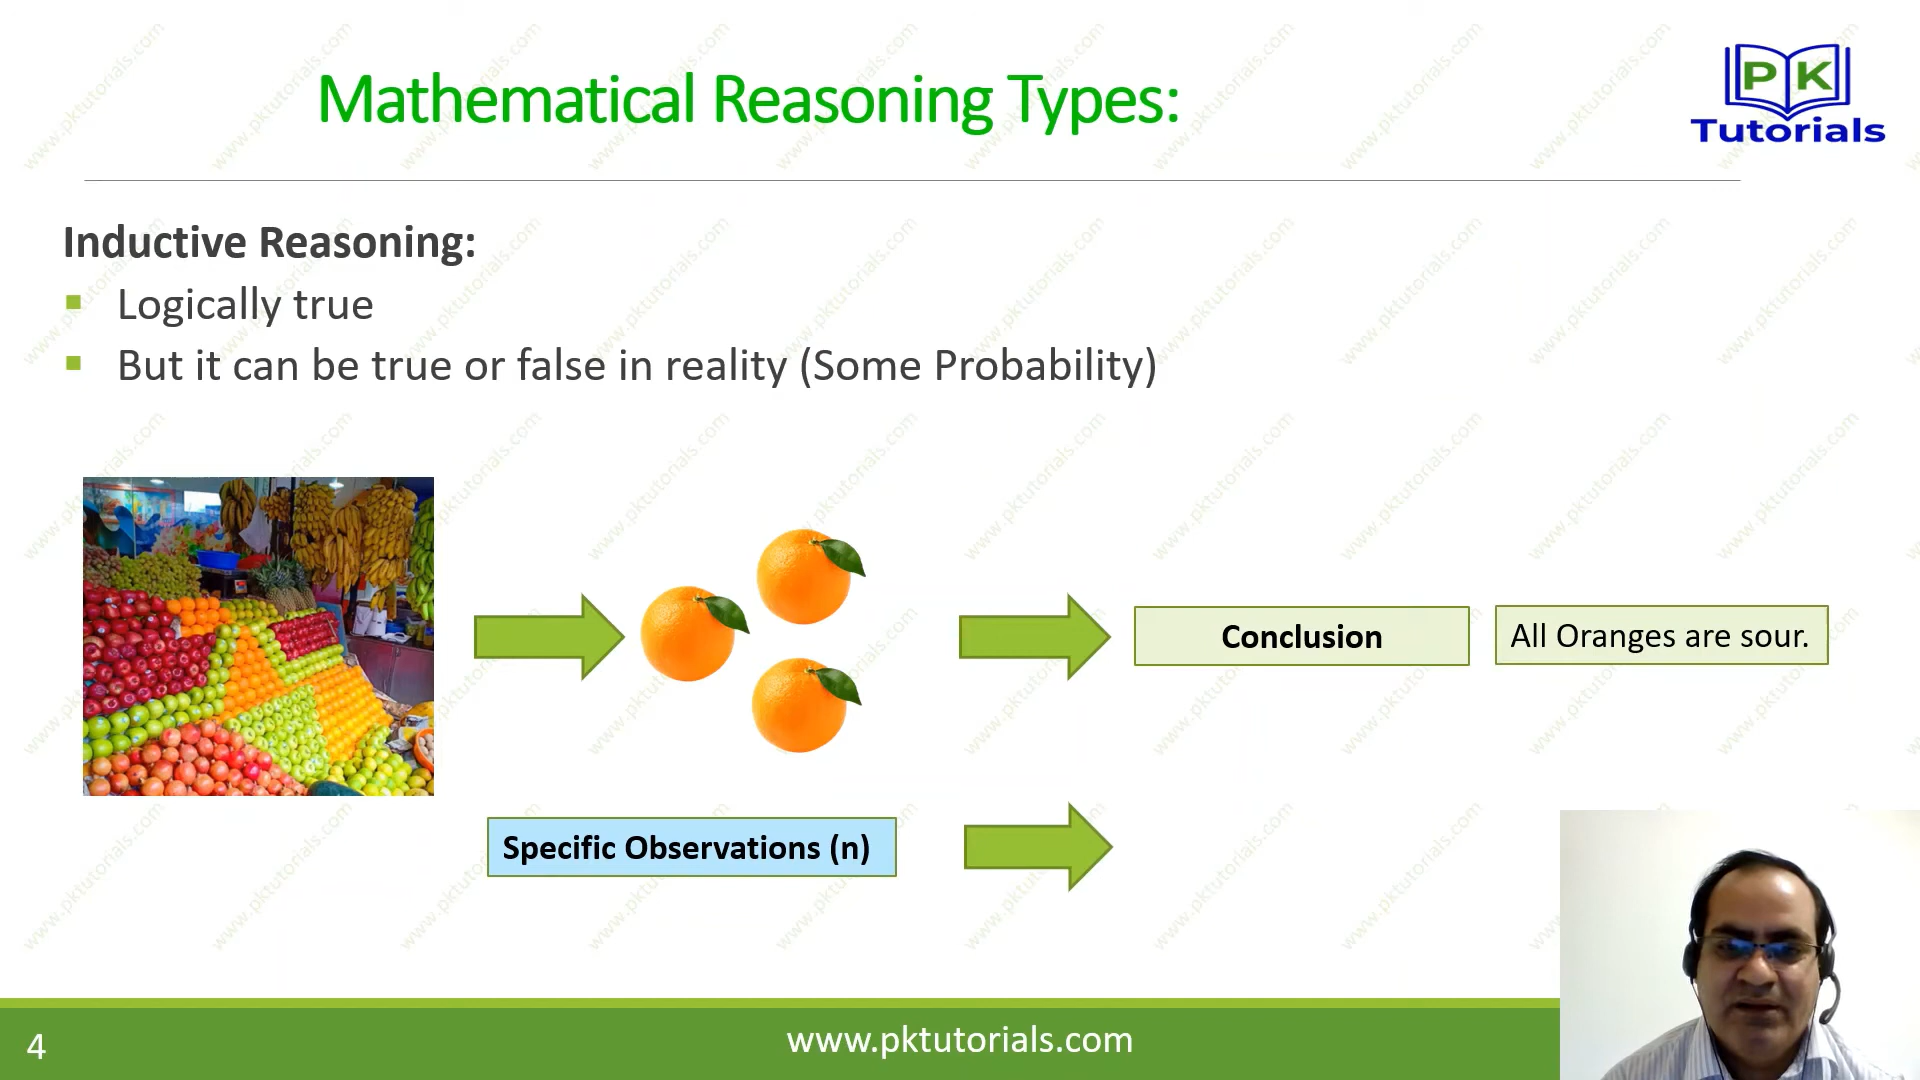 Mathematical Reasoning Types:
PK
Tutorials
Inductive Reasoning:
Logically true
But it can be true or false in reality (Some Probability)
Conclusion
All Oranges are sour.
Specific Observations (n)
4
www.pktutorials.com